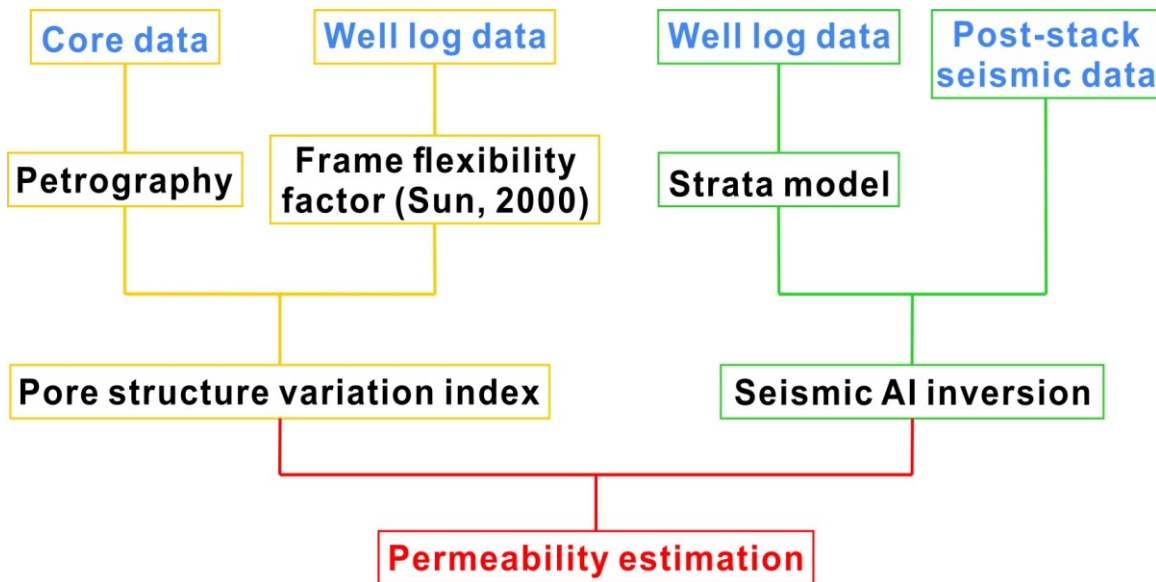 Core data
Well log data
Well log data
Post-stack
seismic data
Petrography
Frame flexibility
factor (Sun, 2000)
Strata model
Pore structure variation index
Seismic AI inversion
Permeability estimation